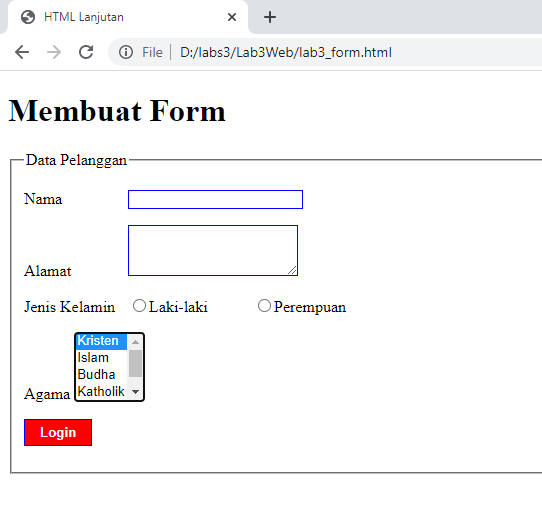 HTML Lanjutan
File D:/labs3/Lab3Web/lab3_form.html
Membuat Form
Data Pelanggan
Nama
Alamat
Jenis Kelamin Laki-laki Perempuan
Kristen
Islam
Budha
Katholik
Agama
Login